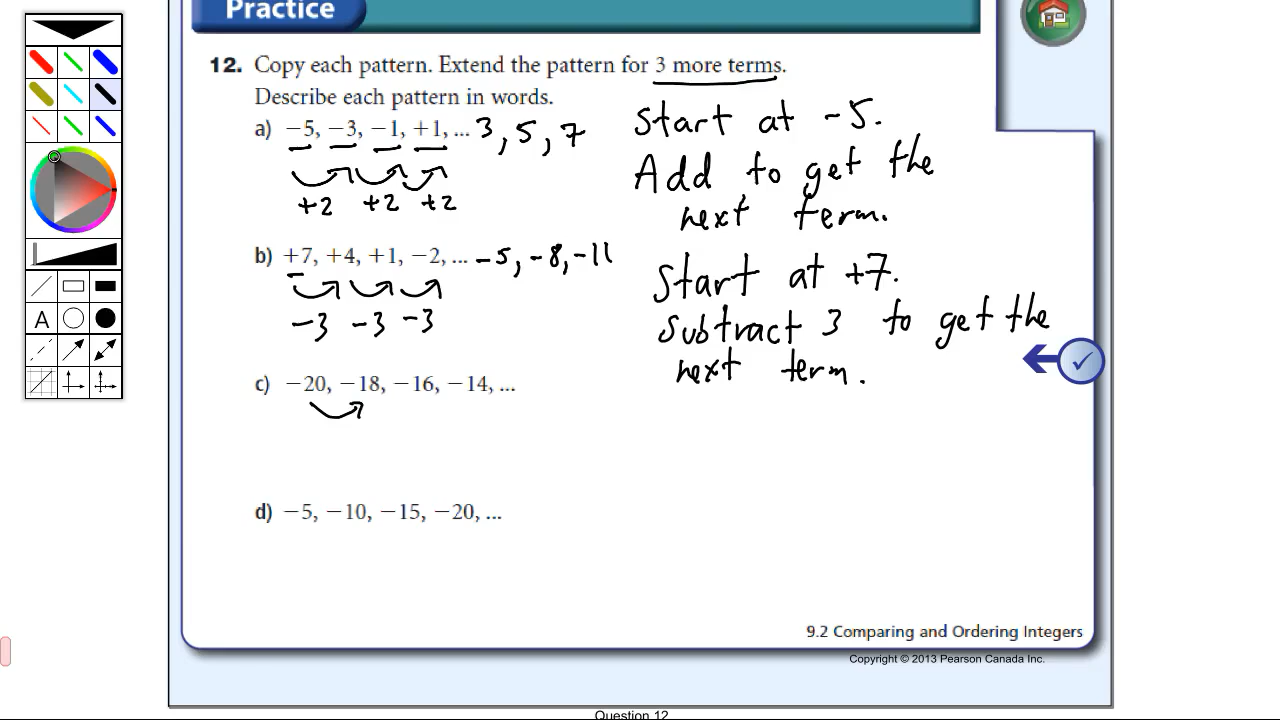 Practice
12. Copy each pattern. Extend the pattern for 3 more terms.
Describe each pattern in words.
a) −5, −3, −1, +1, ... 3, 5, 7
+2 +2 +2
Start at -5.
Add to get the
next term.
b) +7, +4, +1, −2, ... -5, -8, -11
-3 -3 -3
Start at +7.
Subtract 3 to get the
next term.
c) −20, −18, −16, −14, ...
d) −5, −10, −15, −20, ...
9.2 Comparing and Ordering Integers
Copyright © 2013 Pearson Canada Inc.
Question 12
A